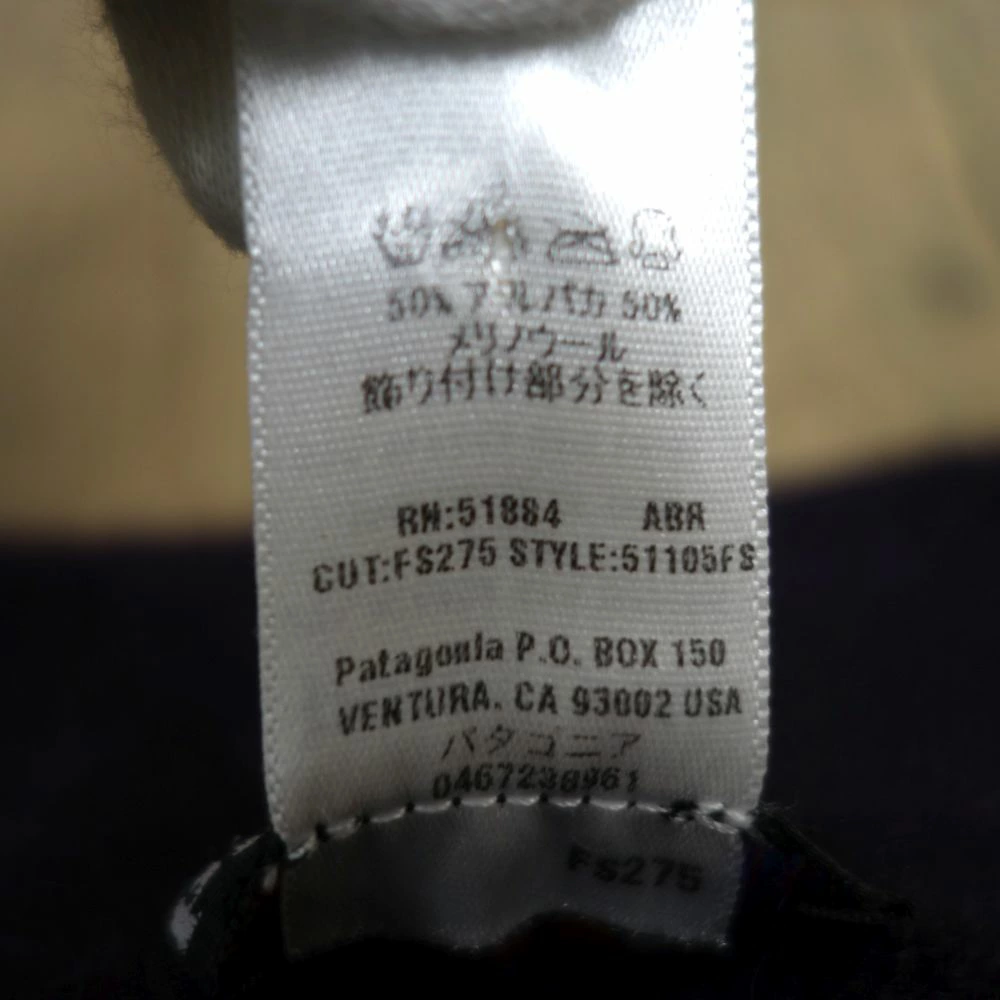 50% アルパカ 50%
メリノウール
飾り付け部分を除く
RN:51884 ABR
CUT:FS275 STYLE:51105FS
Patagonia P.O. BOX 150
VENTURA. CA 93002 USA
パタゴニア
0467238961
FS275